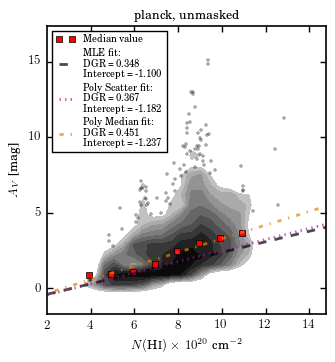 planck, unmasked
Median value
MLE fit:
DGR = 0.348
Intercept = -1.100
Poly Scatter fit:
DGR = 0.367
Intercept = -1.182
Poly Median fit:
DGR = 0.451
Intercept = -1.237
15
10
5
0
A_V [mag]
2 4 6 8 10 12 14
N(HI) × 10^20 cm^−2